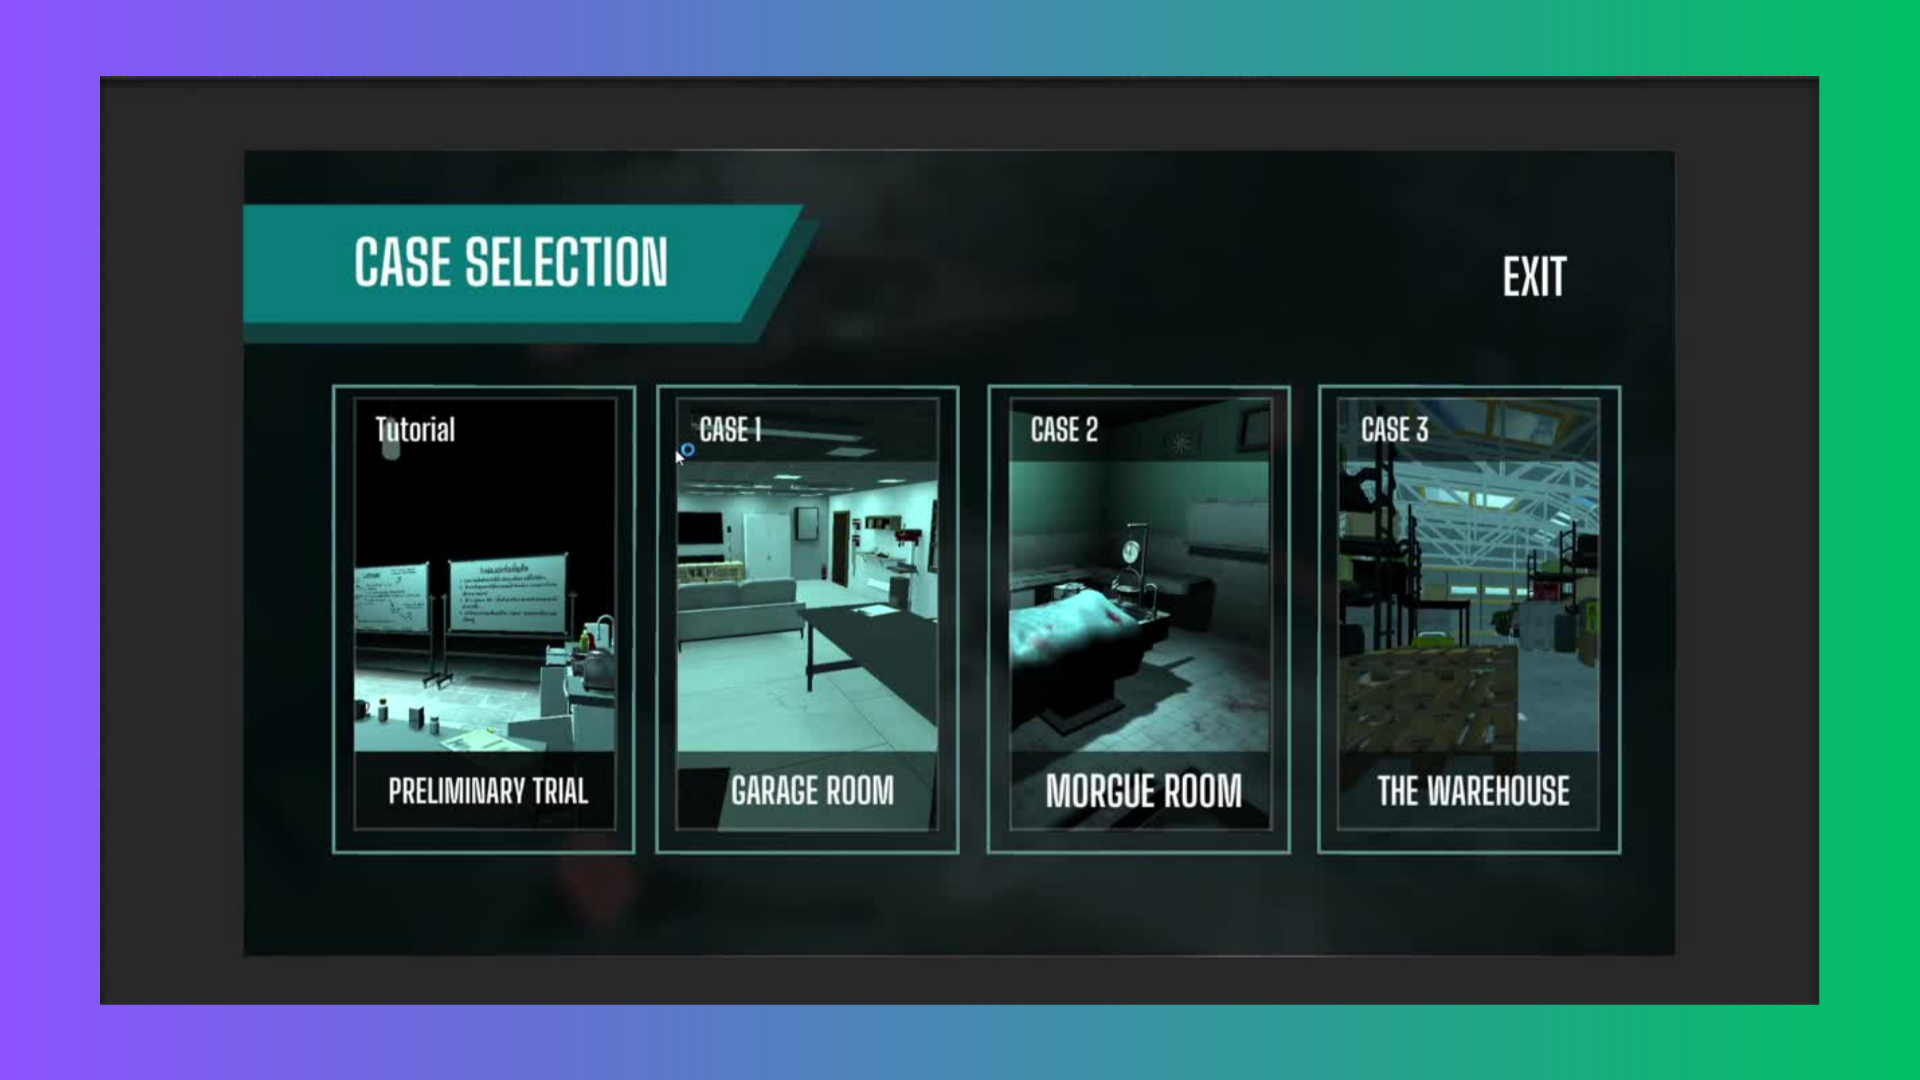 CASE SELECTION
EXIT
Tutorial
CASE 1
CASE 2
CASE 3
PRELIMINARY TRIAL
GARAGE ROOM
MORGUE ROOM
THE WAREHOUSE